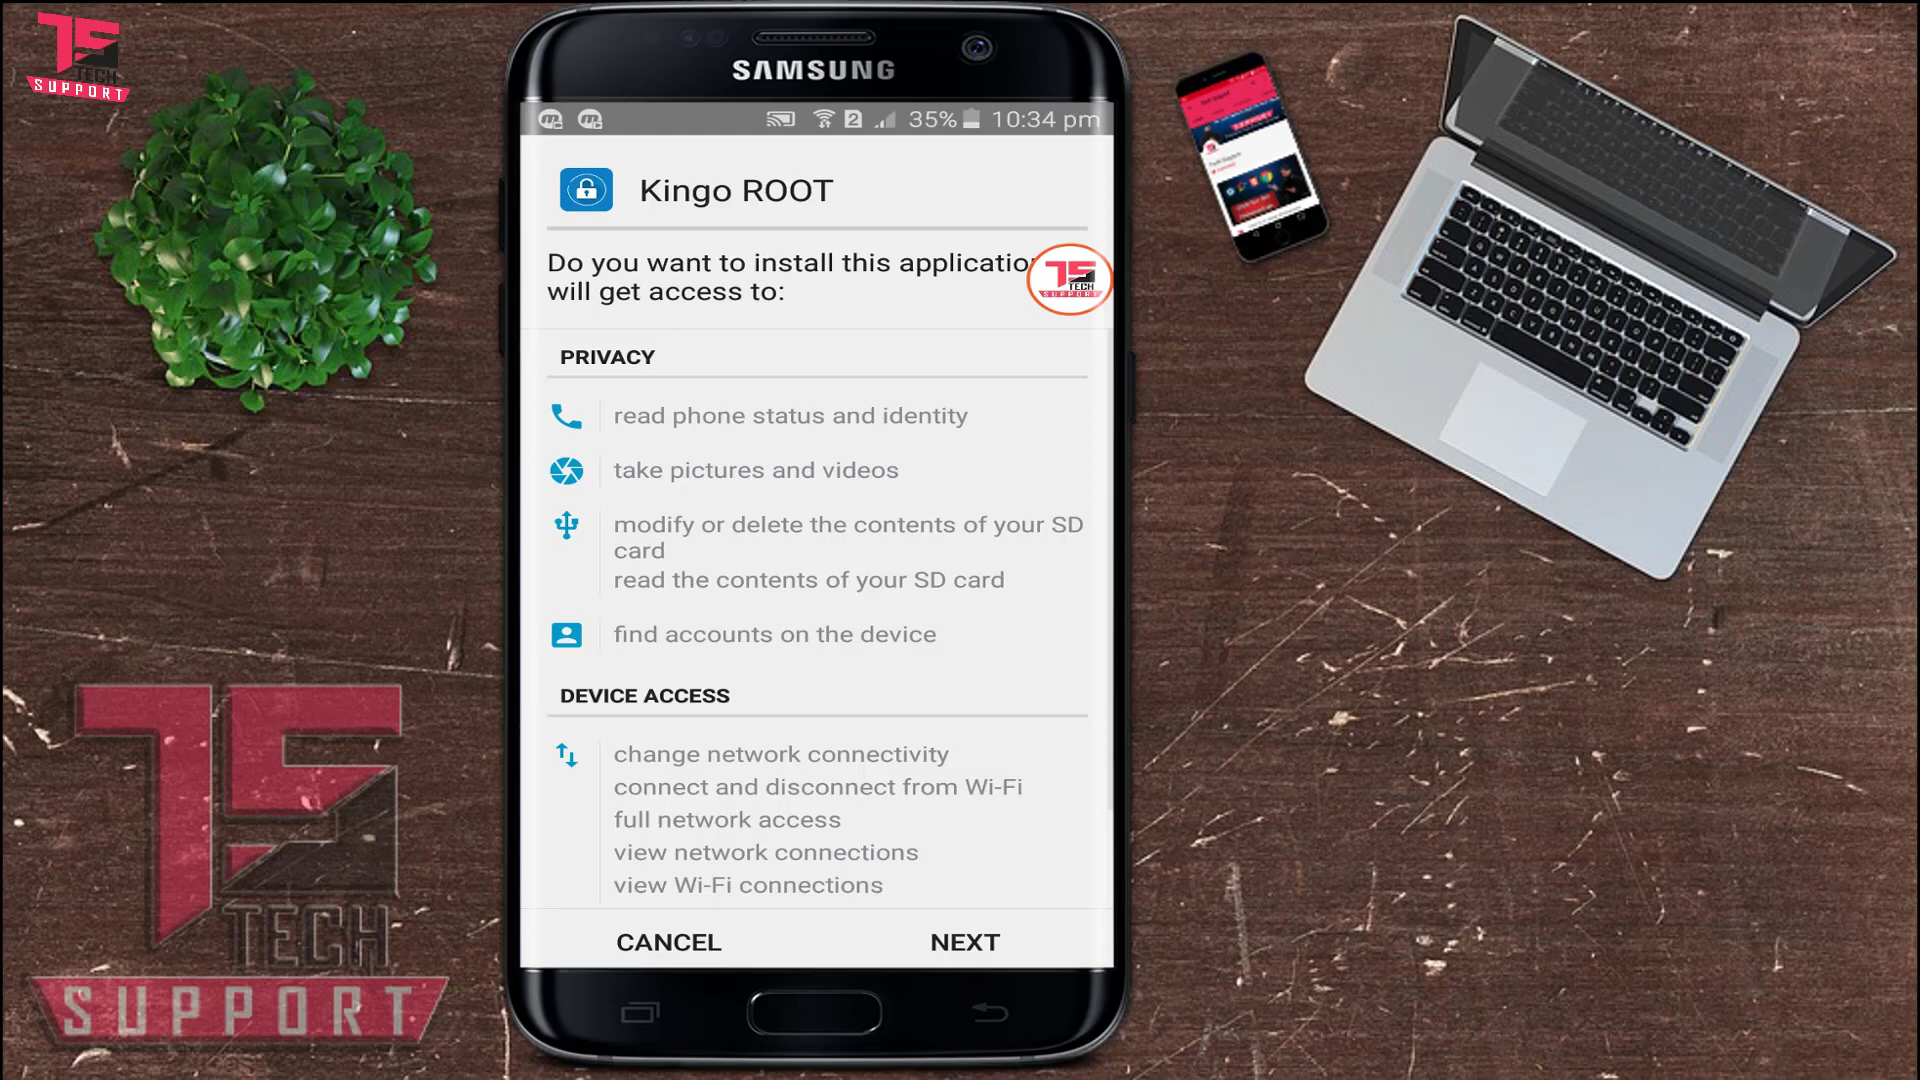 TS
TECH
SUPPORT
SAMSUNG
2 35% 10:34 pm
Kingo ROOT
Do you want to install this applicatio
will get access to:
TS
TECH
SUPPORT
PRIVACY
read phone status and identity
take pictures and videos
modify or delete the contents of your SD
card
read the contents of your SD card
find accounts on the device
DEVICE ACCESS
change network connectivity
connect and disconnect from Wi-Fi
full network access
view network connections
view Wi-Fi connections
CANCEL
NEXT
TS
TECH
SUPPORT